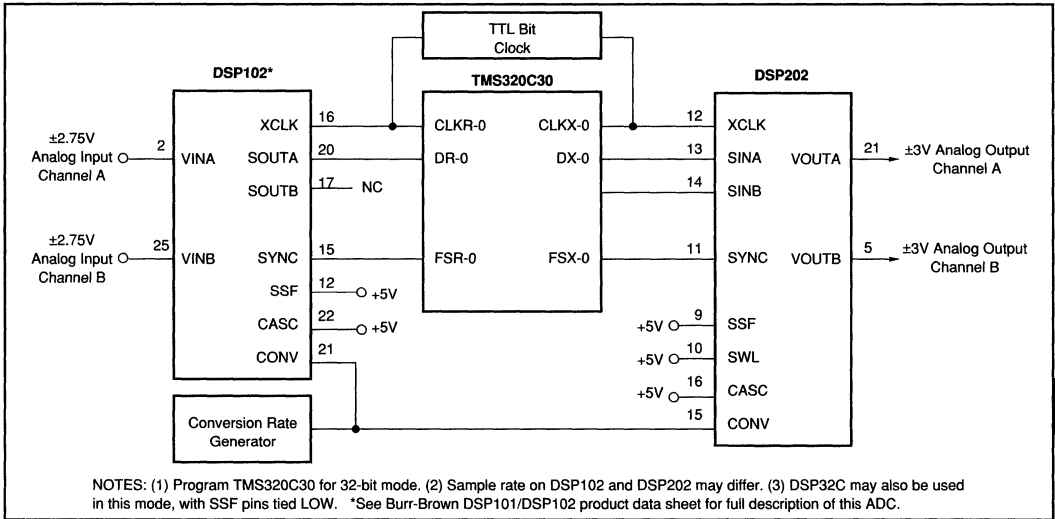 TTL Bit
Clock
DSP102*
TMS320C30
DSP202
±2.75V
Analog Input
Channel A
2
VINA
±2.75V
Analog Input
Channel B
25
VINB
XCLK
16
SOUTA
20
SOUTB
17
NC
SYNC
15
SSF
12
+5V
CASC
22
+5V
CONV
21
CLKR-0
CLKX-0
DR-0
DX-0
FSR-0
FSX-0
12
XCLK
13
SINA
14
SINB
11
SYNC
+5V
9
SSF
+5V
10
SWL
+5V
16
CASC
15
CONV
VOUTA
21
±3V Analog Output
Channel A
VOUTB
5
±3V Analog Output
Channel B
Conversion Rate
Generator
NOTES: (1) Program TMS320C30 for 32-bit mode. (2) Sample rate on DSP102 and DSP202 may differ. (3) DSP32C may also be used
in this mode, with SSF pins tied LOW. *See Burr-Brown DSP101/DSP102 product data sheet for full description of this ADC.